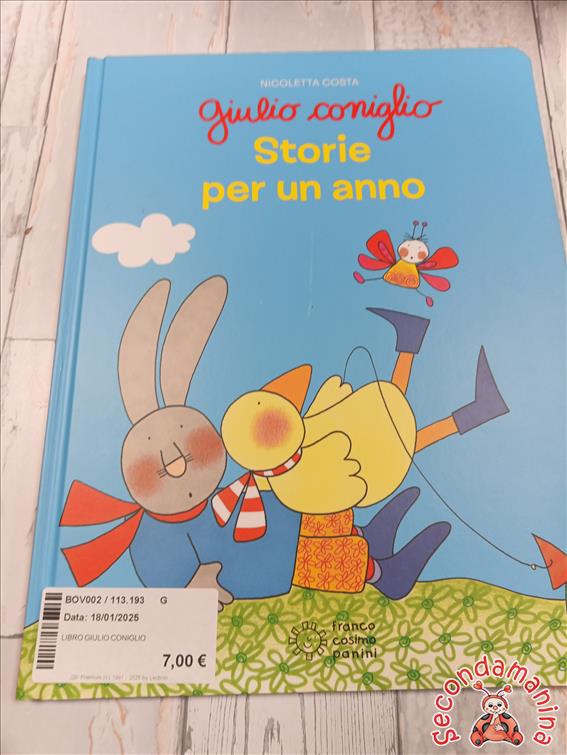 NICOLETTA COSTA
giulio coniglio
Storie
per un anno
BOV002 / 113.193 G
Data: 18/01/2025
LIBRO GIULIO CONIGLIO
7,00 €
franco
cosimo
panini
Secondamanina